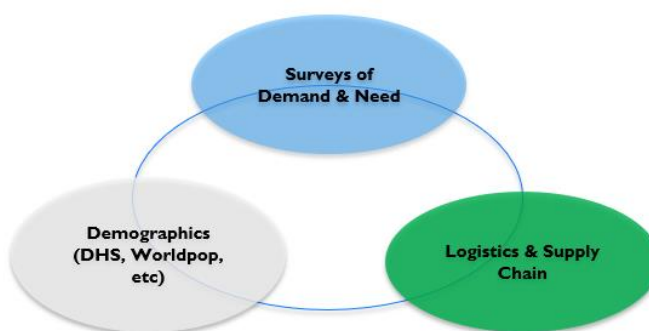 Surveys of
Demand & Need
Demographics
(DHS, Worldpop,
etc)
Logistics & Supply
Chain